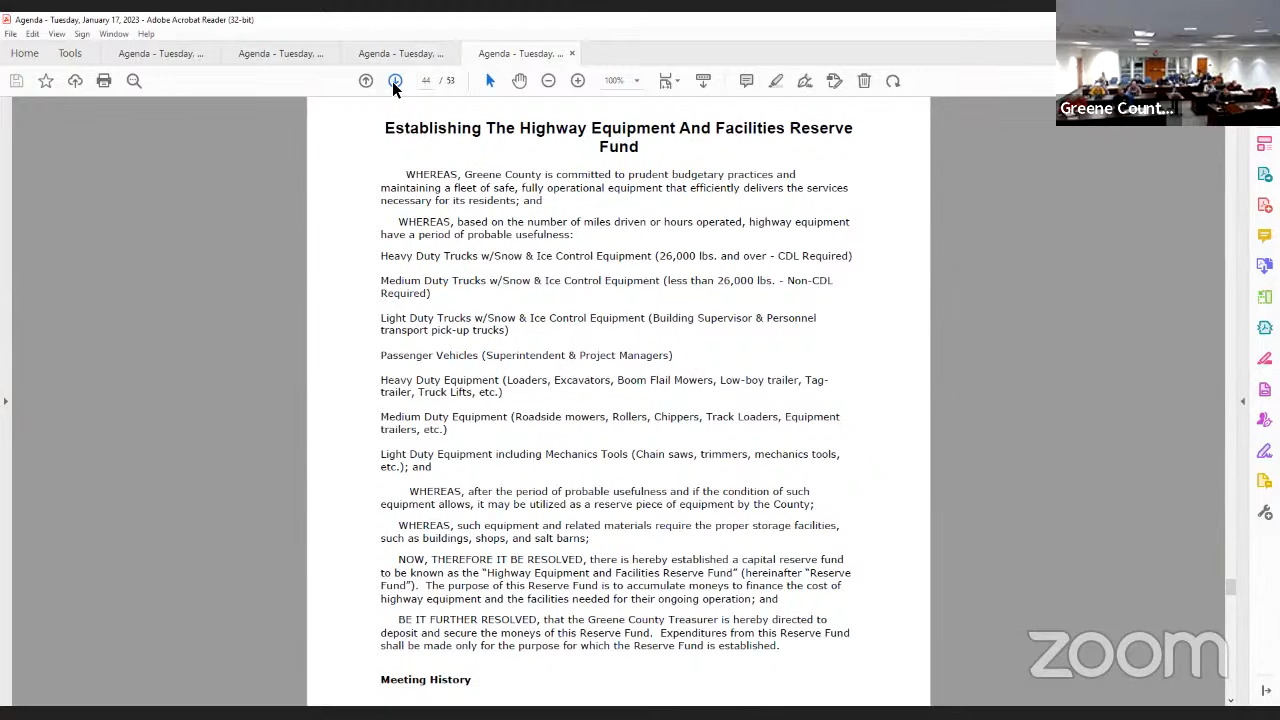 Agenda - Tuesday, January 17, 2023 - Adobe Acrobat Reader (32-bit)
File Edit View Sign Window Help
Home Tools Agenda - Tuesday, ... Agenda - Tuesday, ... Agenda - Tuesday, ... Agenda - Tuesday, ... ×
44 / 53 100%
Greene Count...
Establishing The Highway Equipment And Facilities Reserve
Fund
WHEREAS, Greene County is committed to prudent budgetary practices and
maintaining a fleet of safe, fully operational equipment that efficiently delivers the services
necessary for its residents; and
WHEREAS, based on the number of miles driven or hours operated, highway equipment
have a period of probable usefulness:
Heavy Duty Trucks w/Snow & Ice Control Equipment (26,000 lbs. and over - CDL Required)
Medium Duty Trucks w/Snow & Ice Control Equipment (less than 26,000 lbs. - Non-CDL
Required)
Light Duty Trucks w/Snow & Ice Control Equipment (Building Supervisor & Personnel
transport pick-up trucks)
Passenger Vehicles (Superintendent & Project Managers)
Heavy Duty Equipment (Loaders, Excavators, Boom Flail Mowers, Low-boy trailer, Tag-
trailer, Truck Lifts, etc.)
Medium Duty Equipment (Roadside mowers, Rollers, Chippers, Track Loaders, Equipment
trailers, etc.)
Light Duty Equipment including Mechanics Tools (Chain saws, trimmers, mechanics tools,
etc.); and
WHEREAS, after the period of probable usefulness and if the condition of such
equipment allows, it may be utilized as a reserve piece of equipment by the County;
WHEREAS, such equipment and related materials require the proper storage facilities,
such as buildings, shops, and salt barns;
NOW, THEREFORE IT BE RESOLVED, there is hereby established a capital reserve fund
to be known as the “Highway Equipment and Facilities Reserve Fund” (hereinafter “Reserve
Fund”). The purpose of this Reserve Fund is to accumulate moneys to finance the cost of
highway equipment and the facilities needed for their ongoing operation; and
BE IT FURTHER RESOLVED, that the Greene County Treasurer is hereby directed to
deposit and secure the moneys of this Reserve Fund. Expenditures from this Reserve Fund
shall be made only for the purpose for which the Reserve Fund is established.
Meeting History
zoom